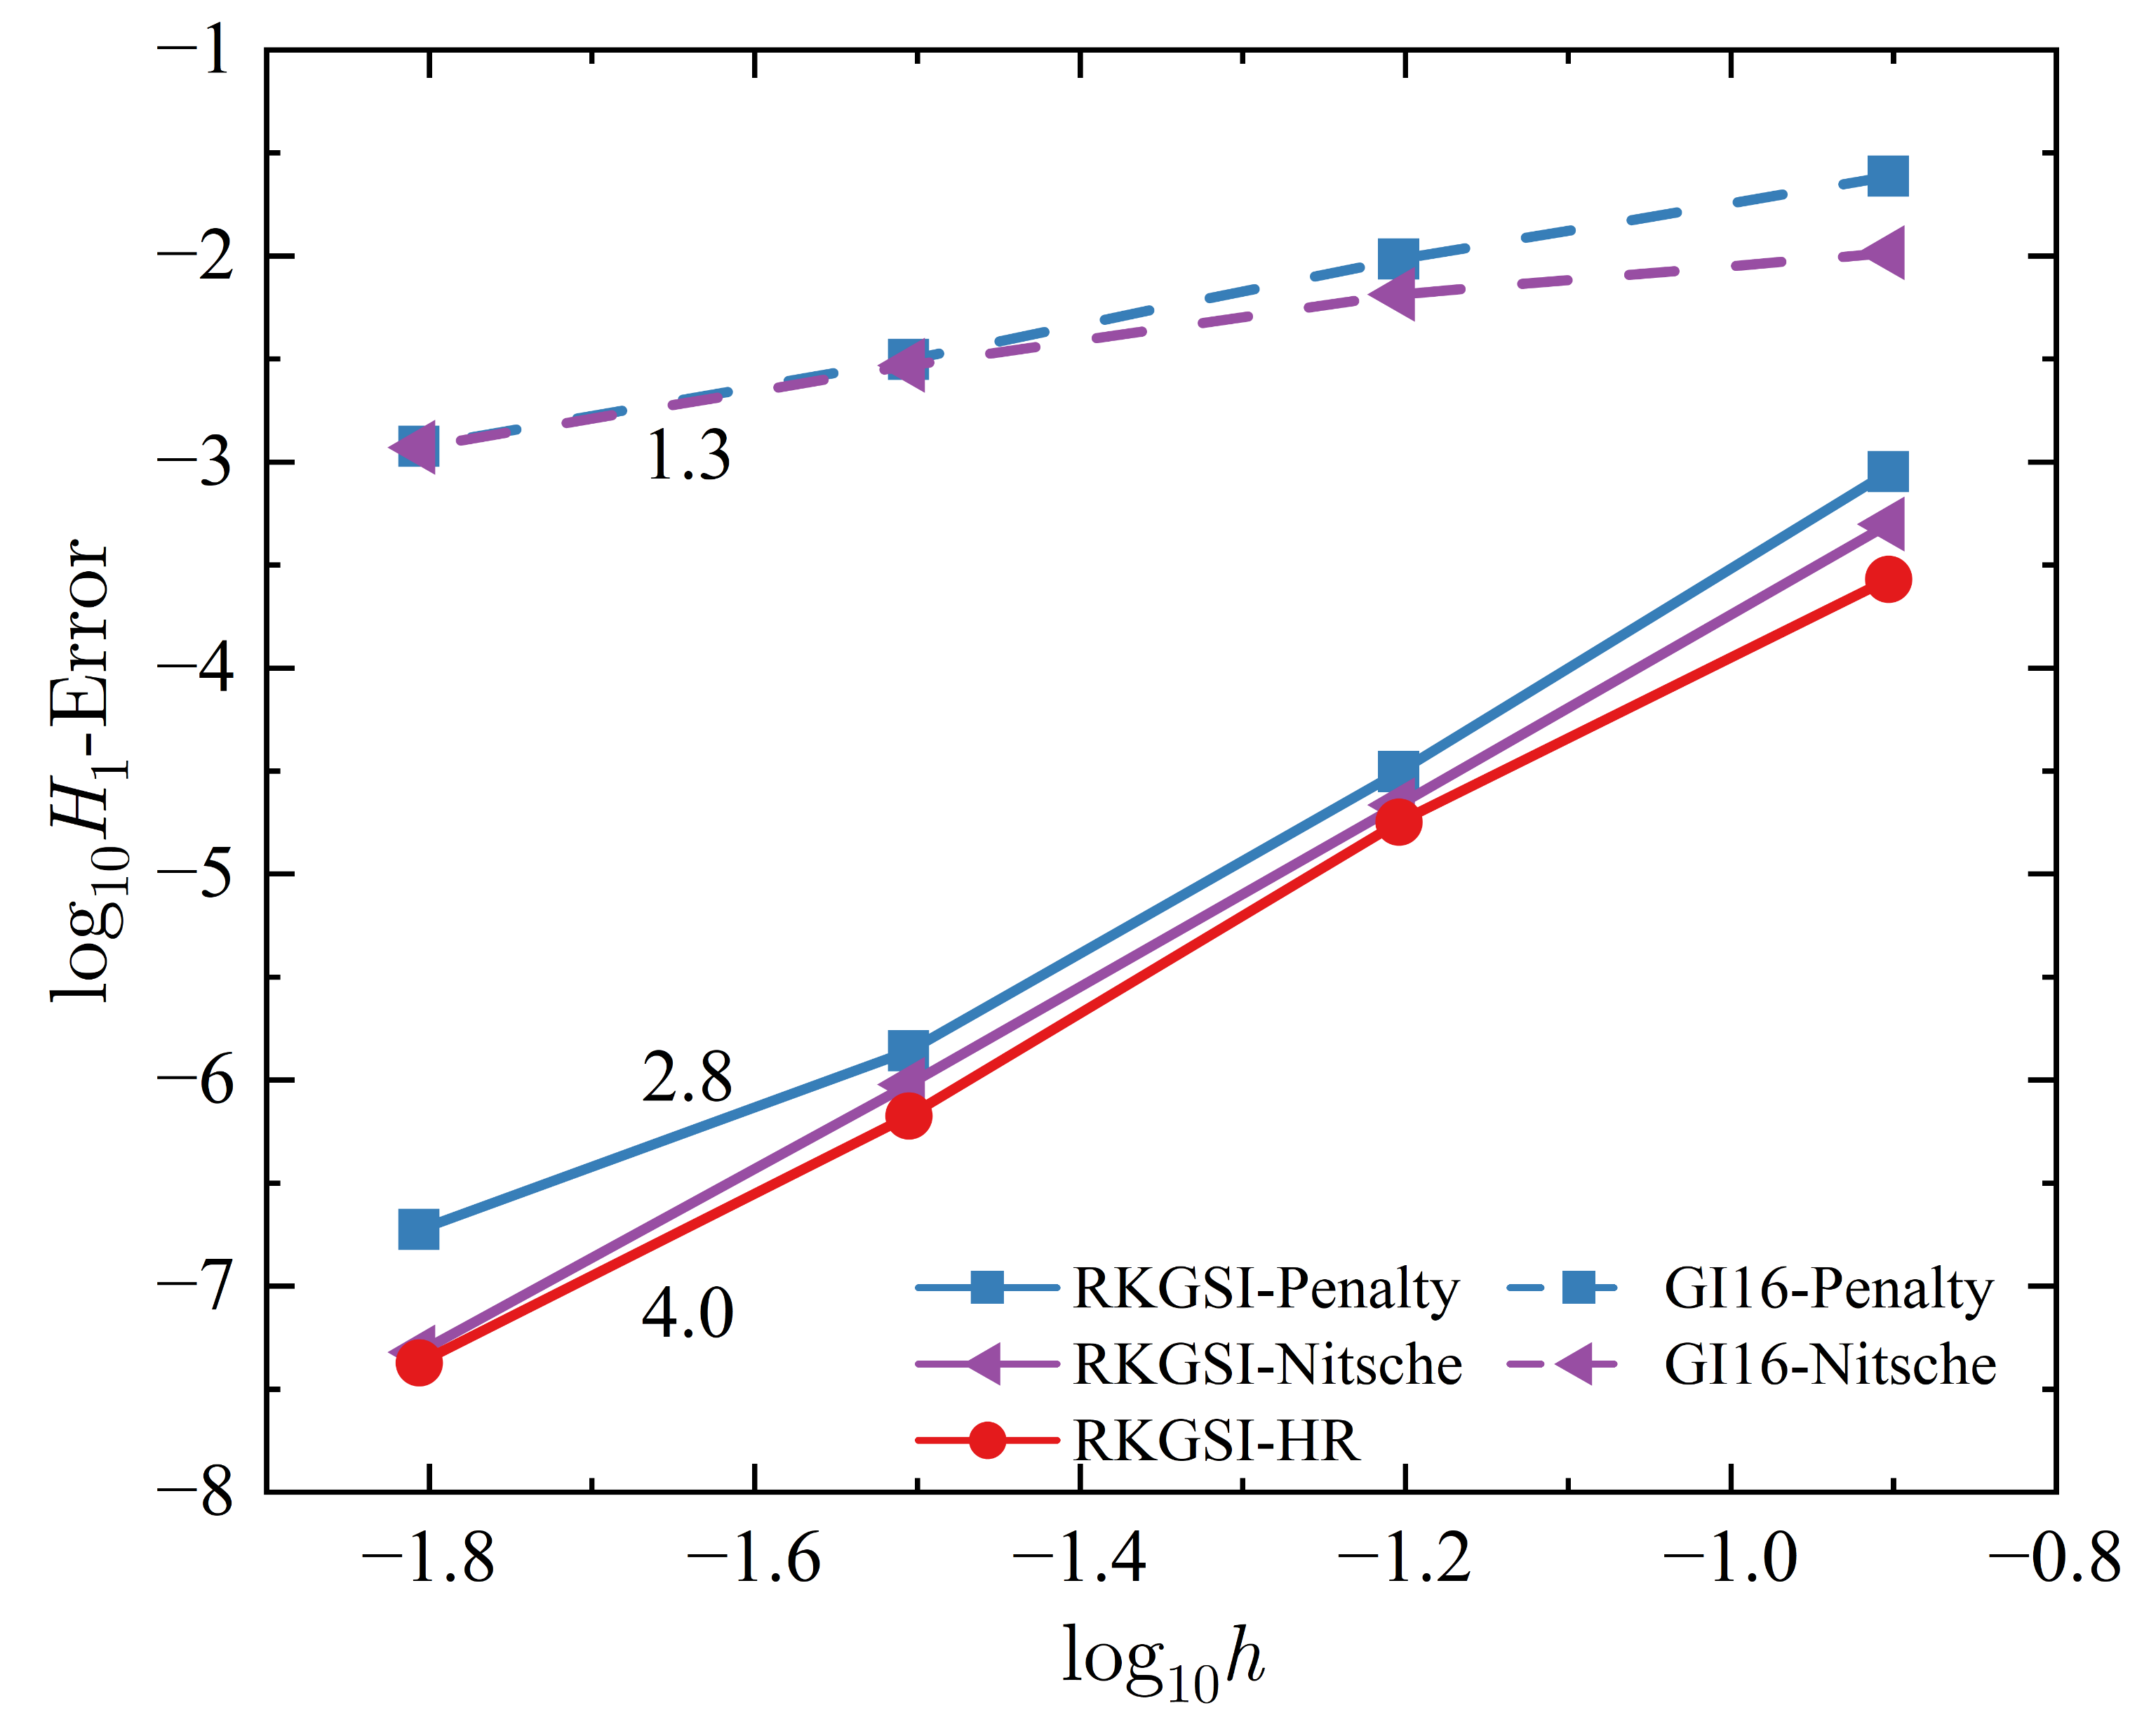 −1
−2
−3
−4
−5
−6
−7
−8
log₁₀H₁-Error
1.3
2.8
4.0
RKGSI-Penalty
GI16-Penalty
RKGSI-Nitsche
GI16-Nitsche
RKGSI-HR
−1.8 −1.6 −1.4 −1.2 −1.0 −0.8
log₁₀h